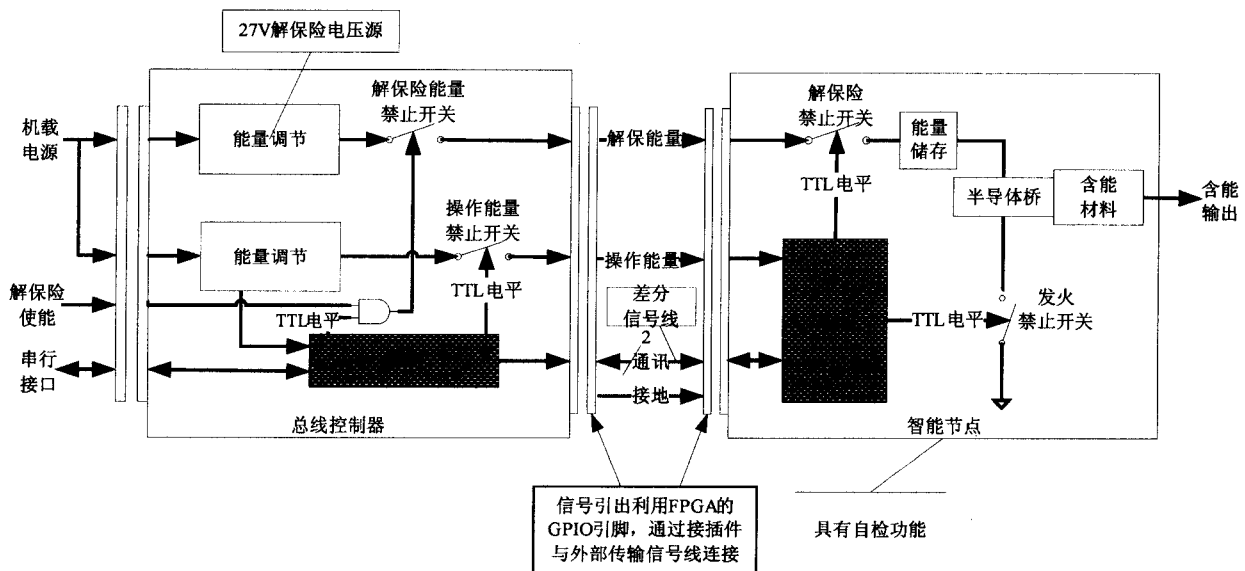 27V解保险电压源
机载
电源
能量调节
解保险能量
禁止开关
能量调节
操作能量
禁止开关
TTL电平
解保险
使能
TTL电平
串行
接口
总线控制器
解保能量
操作能量
差分
信号线
2
通讯
接地
解保险
禁止开关
能量
储存
TTL电平
半导体桥
含能
材料
含能
输出
TTL电平
发火
禁止开关
智能节点
信号引出利用FPGA的
GPIO引脚，通过接插件
与外部传输信号线连接
具有自检功能